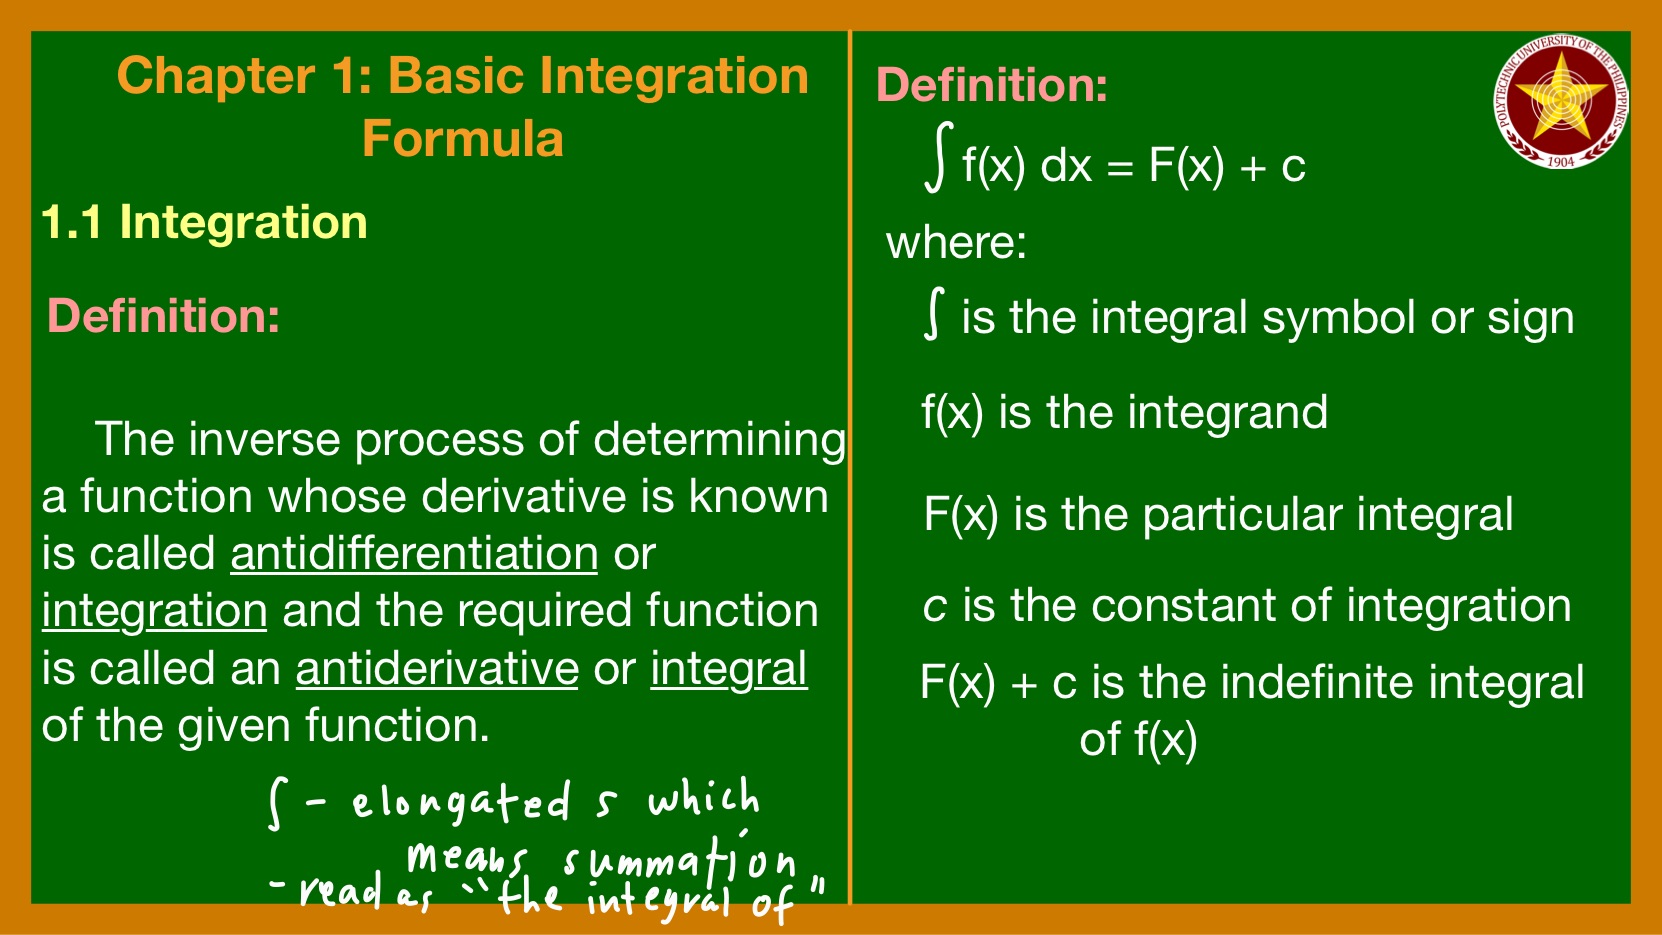 Chapter 1: Basic Integration
Formula
1.1 Integration
Definition:
The inverse process of determining
a function whose derivative is known
is called antidifferentiation or
integration and the required function
is called an antiderivative or integral
of the given function.
∫ - elongated s which
means summation
- read as "the integral of"
Definition:
∫ f(x) dx = F(x) + c
where:
∫ is the integral symbol or sign
f(x) is the integrand
F(x) is the particular integral
c is the constant of integration
F(x) + c is the indefinite integral
of f(x)
POLYTECHNIC UNIVERSITY OF THE PHILIPPINES
1904